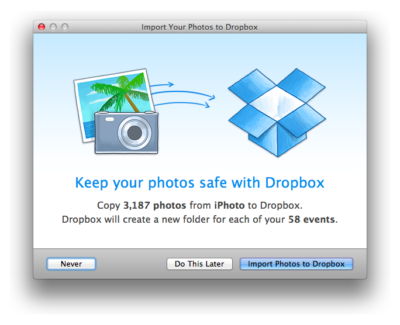 Import Your Photos to Dropbox
Keep your photos safe with Dropbox
Copy 3,187 photos from iPhoto to Dropbox.
Dropbox will create a new folder for each of your 58 events.
Never
Do This Later
Import Photos to Dropbox